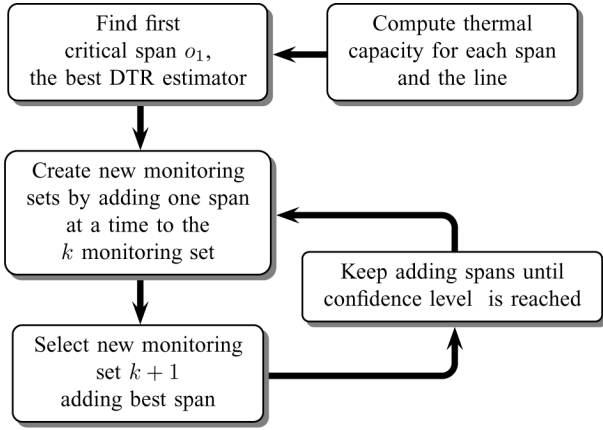 Find first
critical span o₁,
the best DTR estimator
Compute thermal
capacity for each span
and the line
Create new monitoring
sets by adding one span
at a time to the
k monitoring set
Keep adding spans until
confidence level is reached
Select new monitoring
set k + 1
adding best span